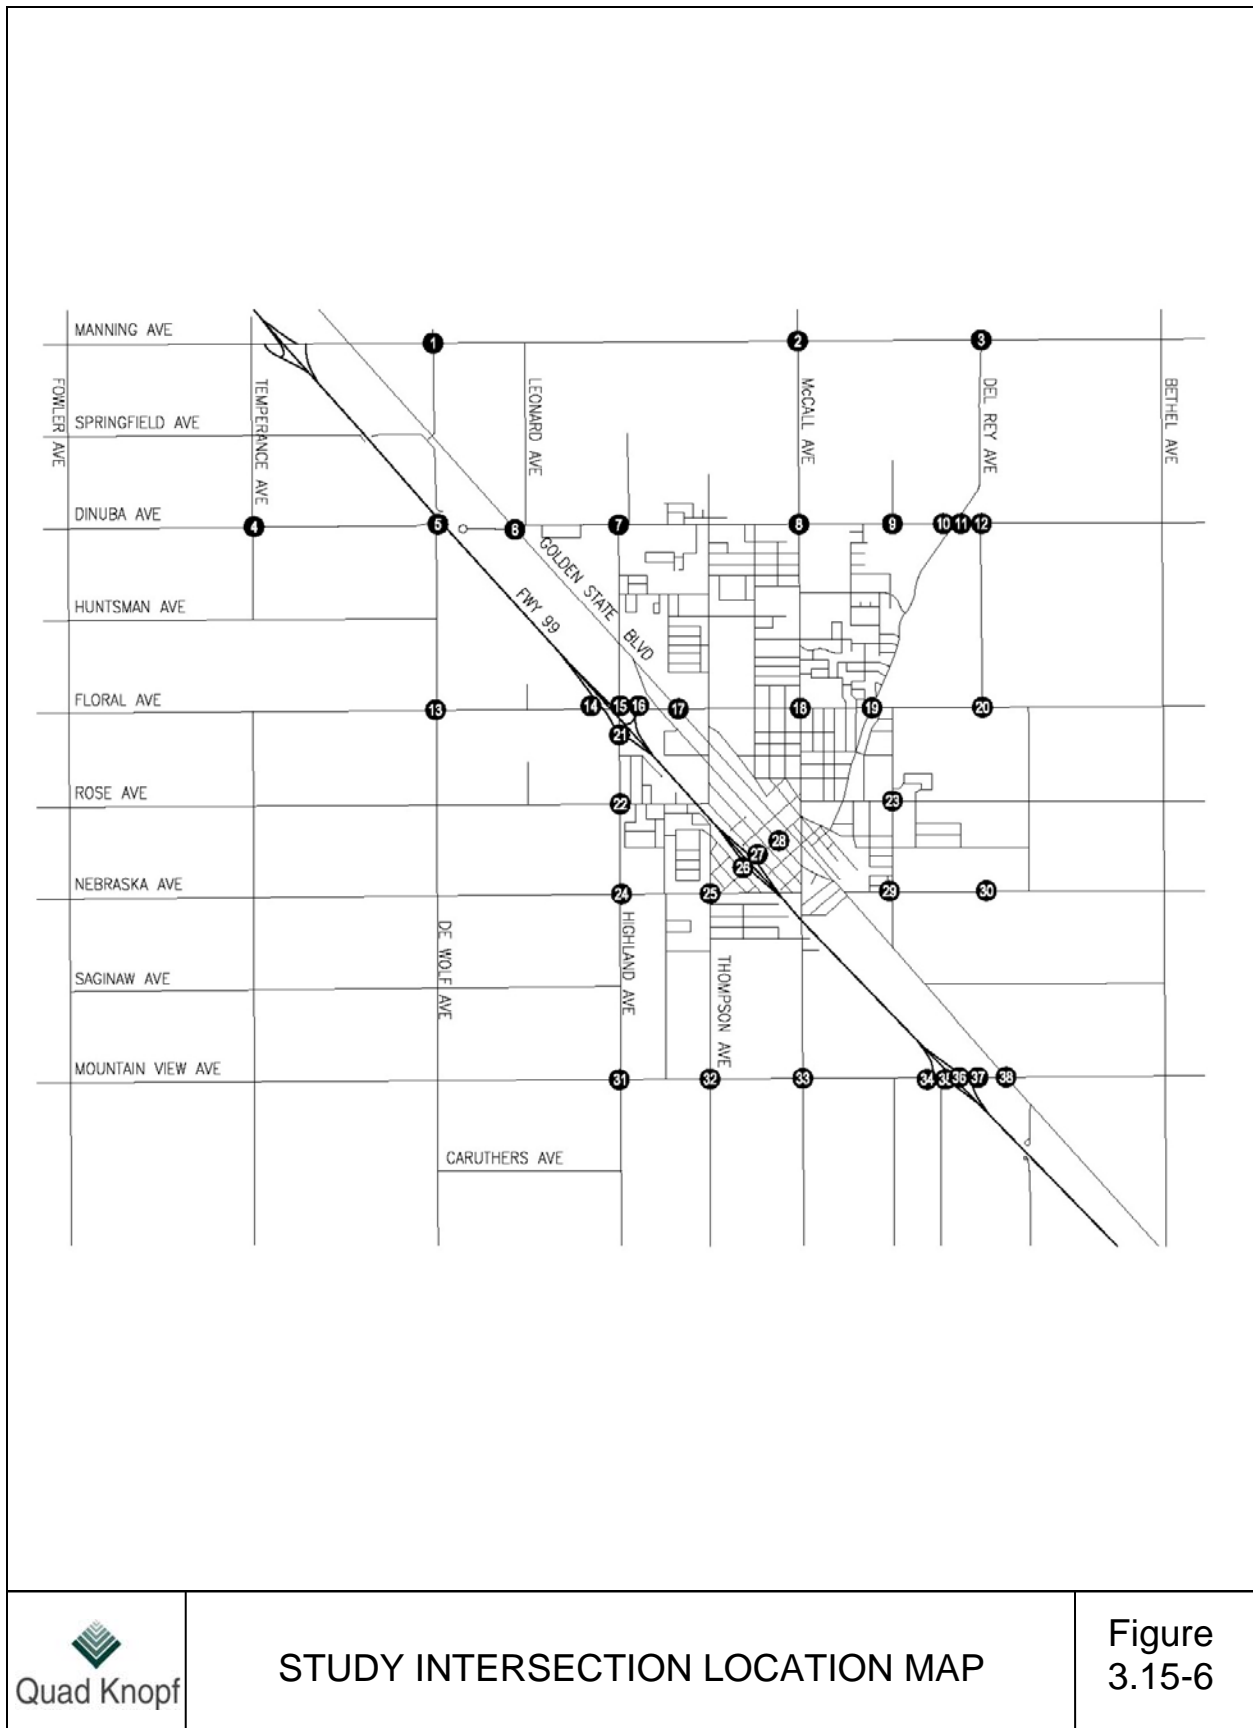 MANNING AVE
1
2
3
FOWLER AVE
TEMPERANCE AVE
LEONARD AVE
McCALL AVE
DEL REY AVE
BETHEL AVE
SPRINGFIELD AVE
DINUBA AVE
4
5
6
7
8
9
10
11
12
GOLDEN STATE BLVD
FWY 99
HUNTSMAN AVE
FLORAL AVE
13
14
15
16
17
18
19
20
21
ROSE AVE
22
23
28
27
26
NEBRASKA AVE
24
25
29
30
DE WOLF AVE
HIGHLAND AVE
THOMPSON AVE
SAGINAW AVE
MOUNTAIN VIEW AVE
31
32
33
34
35
36
37
38
CARUTHERS AVE
Quad Knopf
STUDY INTERSECTION LOCATION MAP
Figure
3.15-6